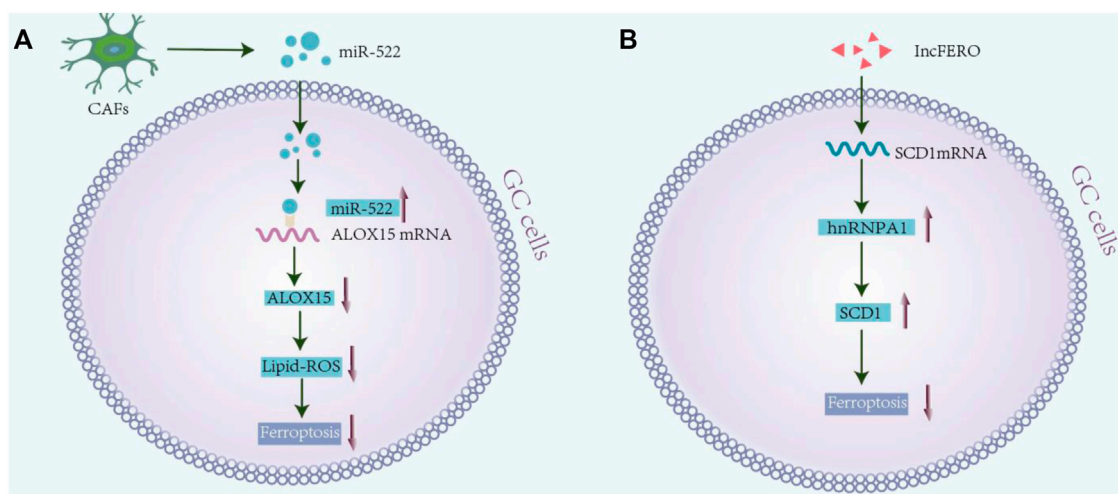 A
CAFs
miR-522
miR-522
ALOX15 mRNA
ALOX15
Lipid-ROS
Ferroptosis
GC cells
B
lncFERO
SCD1mRNA
hnRNPA1
SCD1
Ferroptosis
GC cells